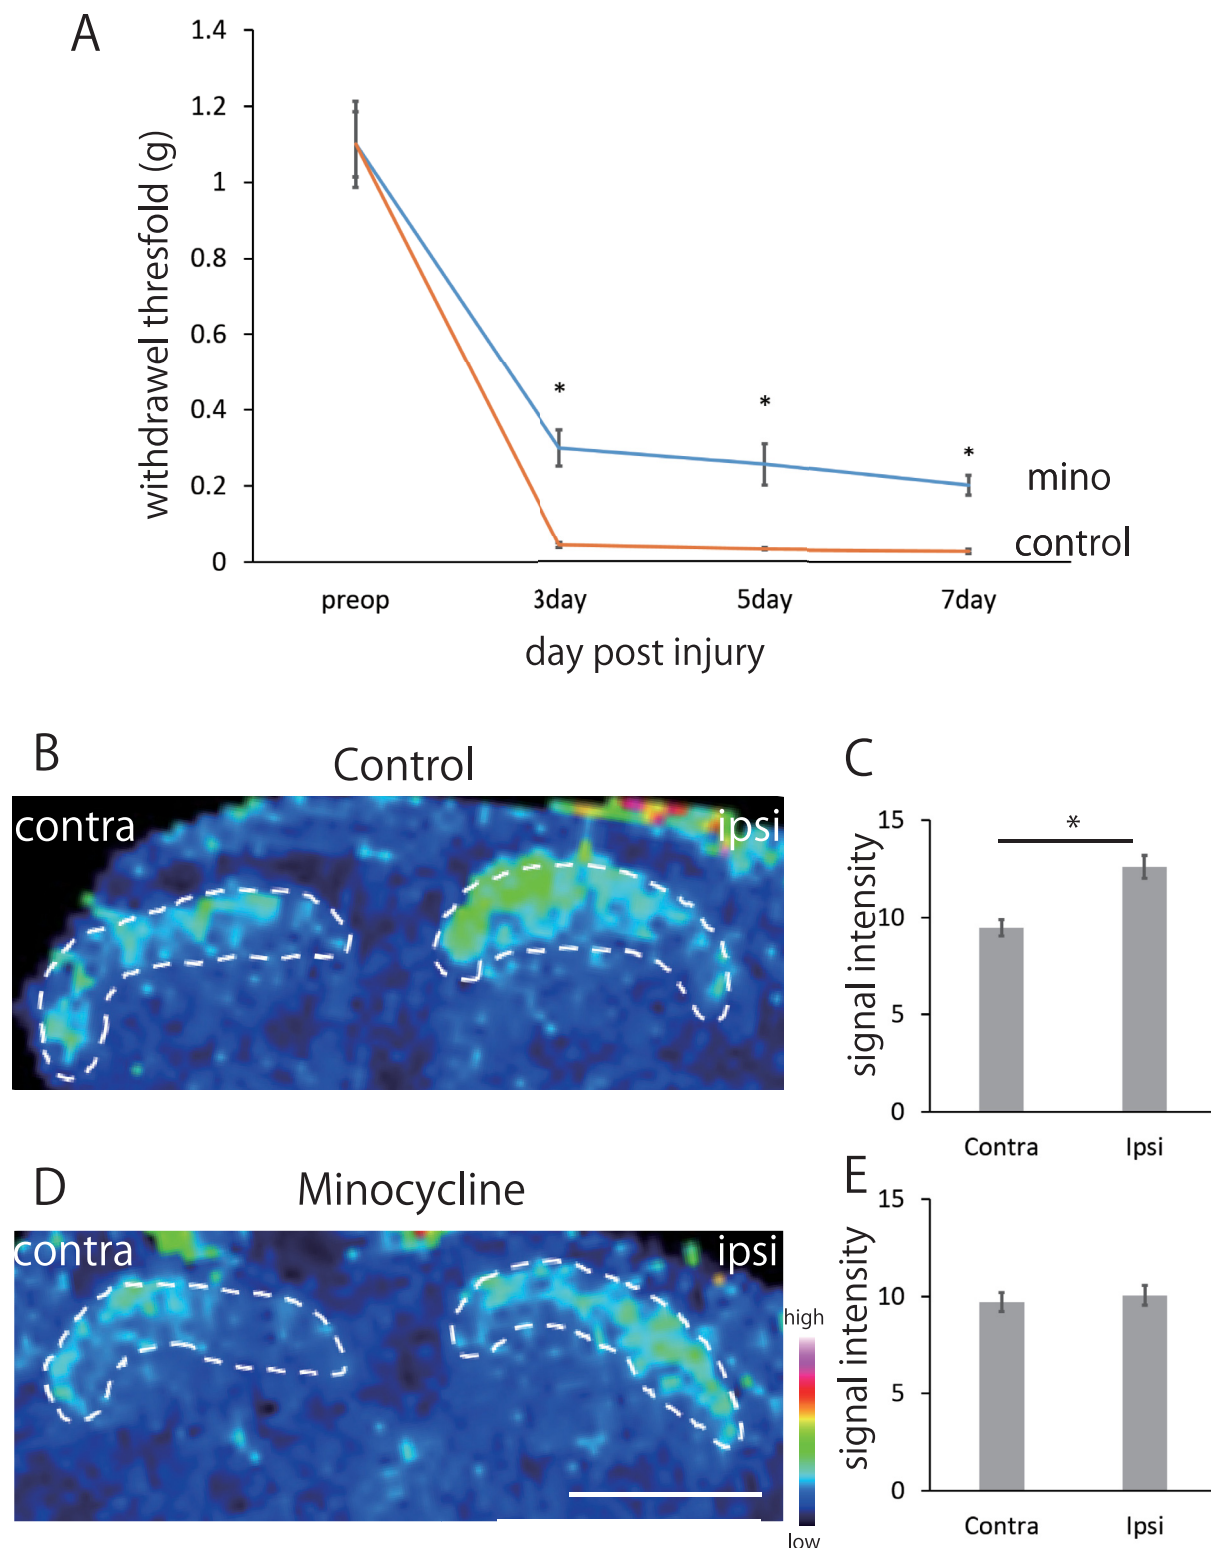 A
1.4
1.2
1
0.8
0.6
0.4
0.2
0
withdrawel thresfold (g)
*
*
*
mino
control
preop 3day 5day 7day
day post injury
B
Control
contra
ipsi
C
15
10
5
0
signal intensity
*
Contra Ipsi
D
Minocycline
contra
ipsi
high
low
E
15
10
5
0
signal intensity
Contra Ipsi